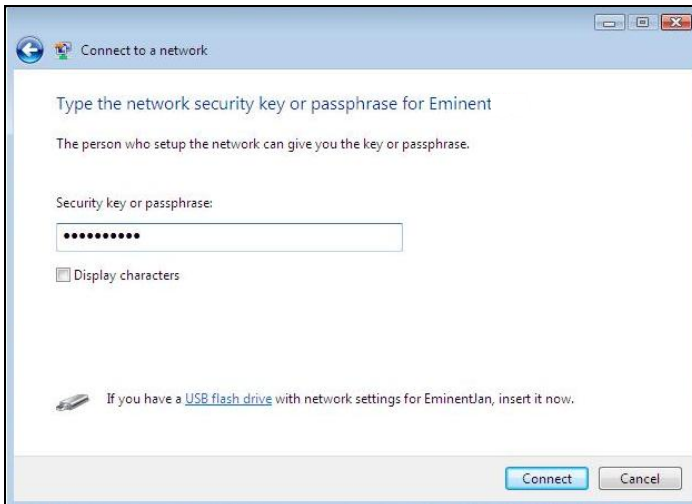 Connect to a network
Type the network security key or passphrase for Eminent
The person who setup the network can give you the key or passphrase.
Security key or passphrase:
••••••••••
Display characters
If you have a USB flash drive with network settings for EminentJan, insert it now.
Connect Cancel